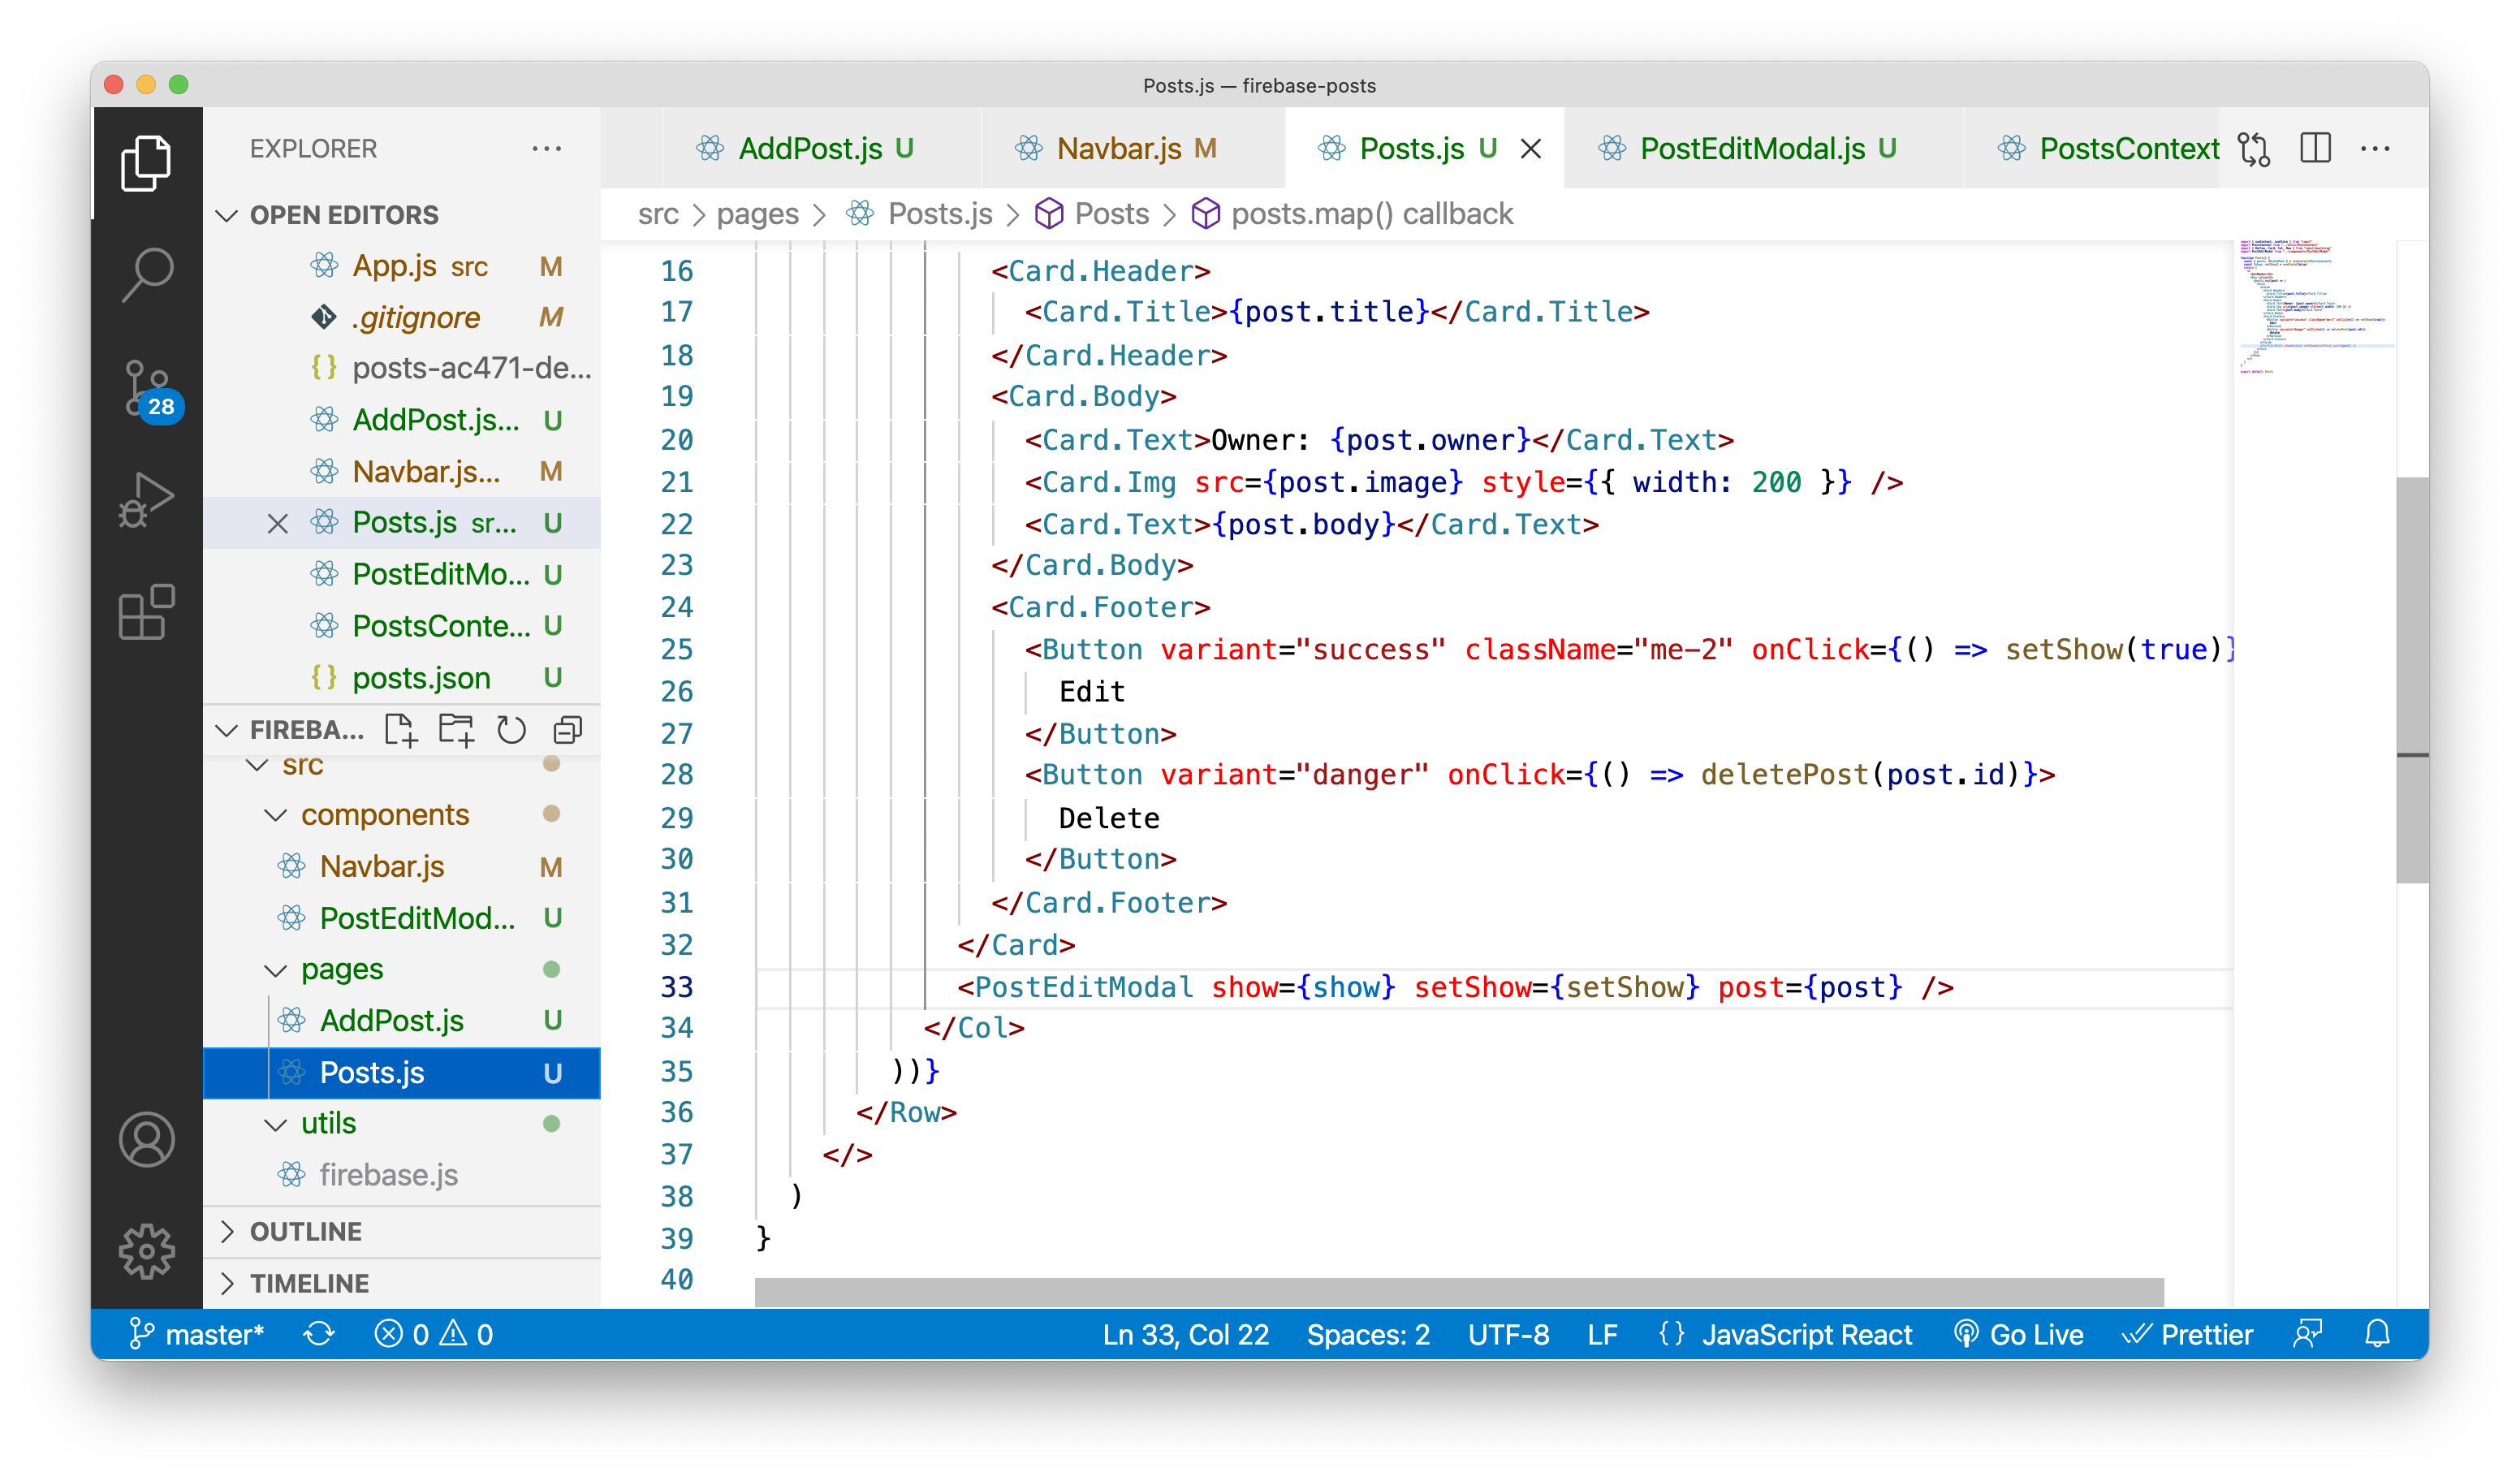 Posts.js — firebase-posts
EXPLORER
OPEN EDITORS
App.js src M
.gitignore M
posts-ac471-de...
AddPost.js... U
Navbar.js... M
Posts.js sr... U
PostEditMo... U
PostsConte... U
posts.json U
28
FIREBA...
src
components
Navbar.js M
PostEditMod... U
pages
AddPost.js U
Posts.js U
utils
firebase.js
OUTLINE
TIMELINE
AddPost.js U
Navbar.js M
Posts.js U
PostEditModal.js U
PostsContext
src > pages > Posts.js > Posts > posts.map() callback
16 <Card.Header>
17 <Card.Title>{post.title}</Card.Title>
18 </Card.Header>
19 <Card.Body>
20 <Card.Text>Owner: {post.owner}</Card.Text>
21 <Card.Img src={post.image} style={{ width: 200 }} />
22 <Card.Text>{post.body}</Card.Text>
23 </Card.Body>
24 <Card.Footer>
25 <Button variant="success" className="me-2" onClick={() => setShow(true)}
26 Edit
27 </Button>
28 <Button variant="danger" onClick={() => deletePost(post.id)}>
29 Delete
30 </Button>
31 </Card.Footer>
32 </Card>
33 <PostEditModal show={show} setShow={setShow} post={post} />
34 </Col>
35 ))}
36 </Row>
37 </>
38 )
39 }
40
master* 0 0 Ln 33, Col 22 Spaces: 2 UTF-8 LF {} JavaScript React Go Live Prettier